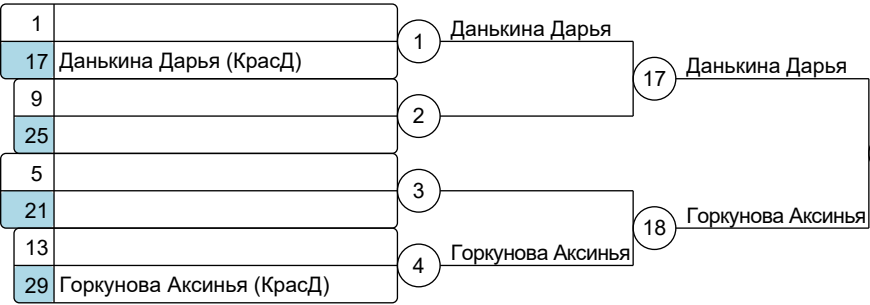 1
17 Данькина Дарья (КрасД)
1
Данькина Дарья
17
Данькина Дарья
9
25
2
5
21
3
13
29 Горкунова Аксинья (КрасД)
4
Горкунова Аксинья
18
Горкунова Аксинья